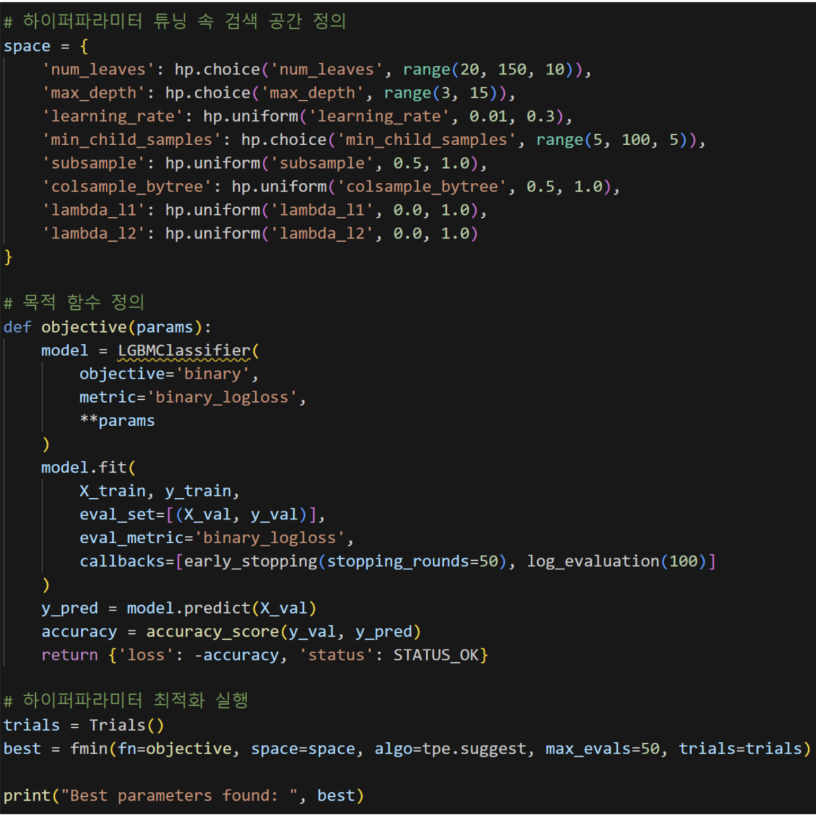 # 하이퍼파라미터 튜닝 속 검색 공간 정의
space = {
    'num_leaves': hp.choice('num_leaves', range(20, 150, 10)),
    'max_depth': hp.choice('max_depth', range(3, 15)),
    'learning_rate': hp.uniform('learning_rate', 0.01, 0.3),
    'min_child_samples': hp.choice('min_child_samples', range(5, 100, 5)),
    'subsample': hp.uniform('subsample', 0.5, 1.0),
    'colsample_bytree': hp.uniform('colsample_bytree', 0.5, 1.0),
    'lambda_l1': hp.uniform('lambda_l1', 0.0, 1.0),
    'lambda_l2': hp.uniform('lambda_l2', 0.0, 1.0)
}

# 목적 함수 정의
def objective(params):
    model = LGBMClassifier(
        objective='binary',
        metric='binary_logloss',
        **params
    )
    model.fit(
        X_train, y_train,
        eval_set=[(X_val, y_val)],
        eval_metric='binary_logloss',
        callbacks=[early_stopping(stopping_rounds=50), log_evaluation(100)]
    )
    y_pred = model.predict(X_val)
    accuracy = accuracy_score(y_val, y_pred)
    return {'loss': -accuracy, 'status': STATUS_OK}

# 하이퍼파라미터 최적화 실행
trials = Trials()
best = fmin(fn=objective, space=space, algo=tpe.suggest, max_evals=50, trials=trials)

print("Best parameters found: ", best)